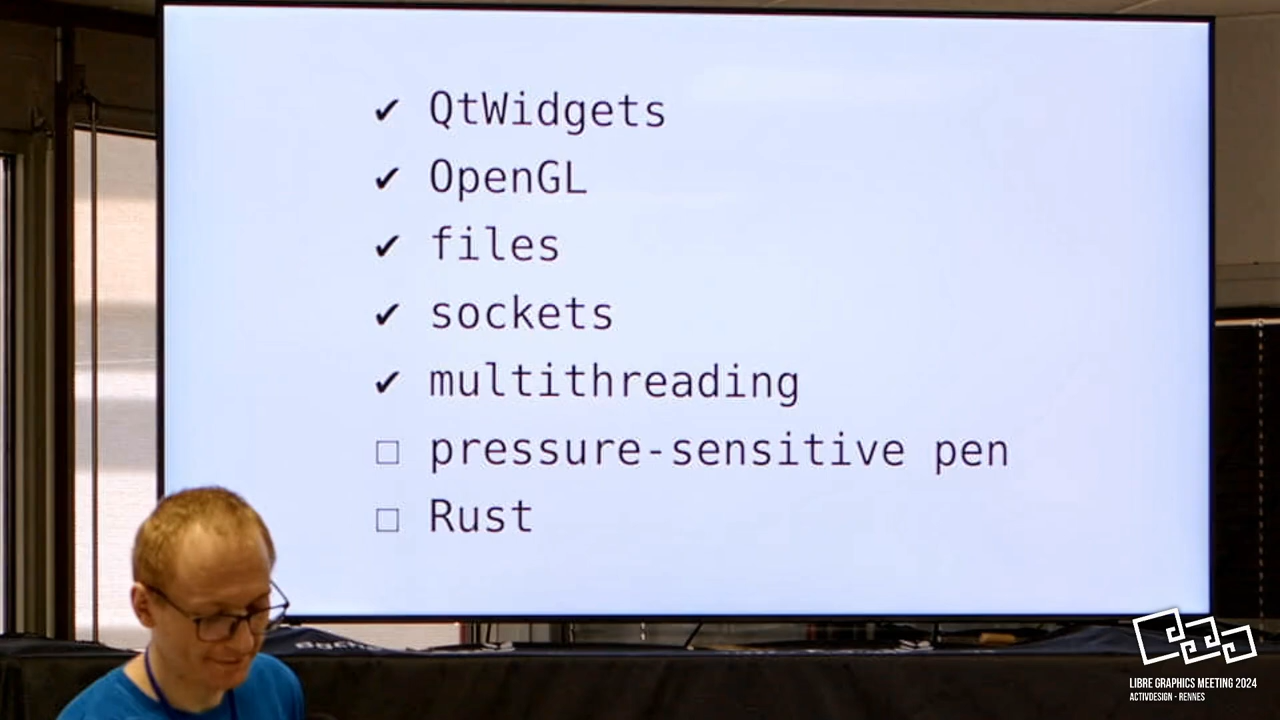 ✔ QtWidgets
✔ OpenGL
✔ files
✔ sockets
✔ multithreading
☐ pressure-sensitive pen
☐ Rust
LIBRE GRAPHICS MEETING 2024
ACTIVDESIGN - RENNES